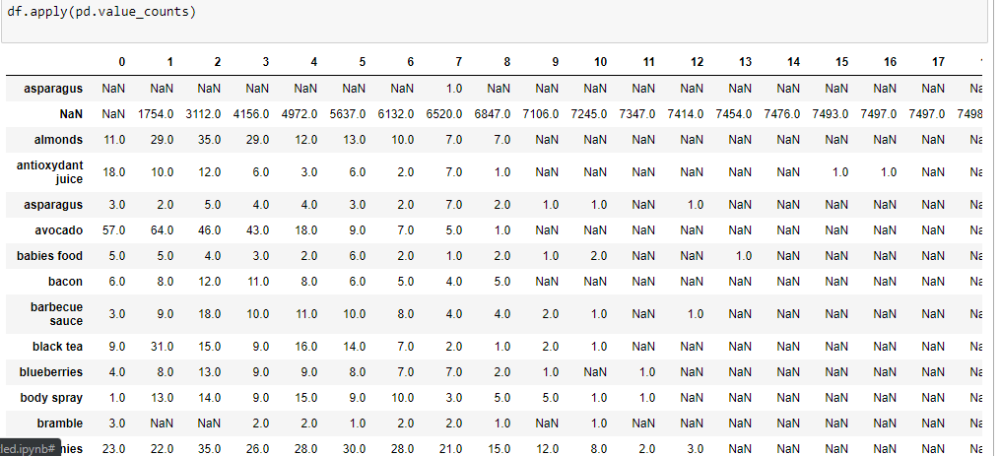 df.apply(pd.value_counts)
0 1 2 3 4 5 6 7 8 9 10 11 12 13 14 15 16 17
asparagus NaN NaN NaN NaN NaN NaN NaN 1.0 NaN NaN NaN NaN NaN NaN NaN NaN NaN NaN
NaN NaN 1754.0 3112.0 4156.0 4972.0 5637.0 6132.0 6520.0 6847.0 7106.0 7245.0 7347.0 7414.0 7454.0 7476.0 7493.0 7497.0 7497.0 7498
almonds 11.0 29.0 35.0 29.0 12.0 13.0 10.0 7.0 7.0 NaN NaN NaN NaN NaN NaN NaN NaN NaN
antioxydant
juice 18.0 10.0 12.0 6.0 3.0 6.0 2.0 7.0 1.0 NaN NaN NaN NaN NaN NaN 1.0 1.0 NaN
asparagus 3.0 2.0 5.0 4.0 4.0 3.0 2.0 7.0 2.0 1.0 1.0 NaN 1.0 NaN NaN NaN NaN NaN
avocado 57.0 64.0 46.0 43.0 18.0 9.0 7.0 5.0 1.0 NaN NaN NaN NaN NaN NaN NaN NaN NaN
babies food 5.0 5.0 4.0 3.0 2.0 6.0 2.0 1.0 2.0 1.0 2.0 NaN NaN 1.0 NaN NaN NaN NaN
bacon 6.0 8.0 12.0 11.0 8.0 6.0 5.0 4.0 5.0 NaN NaN NaN NaN NaN NaN NaN NaN NaN
barbecue
sauce 3.0 9.0 18.0 10.0 11.0 10.0 8.0 4.0 4.0 2.0 1.0 NaN 1.0 NaN NaN NaN NaN NaN
black tea 9.0 31.0 15.0 9.0 16.0 14.0 7.0 2.0 1.0 2.0 1.0 NaN NaN NaN NaN NaN NaN NaN
blueberries 4.0 8.0 13.0 9.0 9.0 8.0 7.0 7.0 2.0 1.0 NaN 1.0 NaN NaN NaN NaN NaN NaN
body spray 1.0 13.0 14.0 9.0 15.0 9.0 10.0 3.0 5.0 5.0 1.0 1.0 NaN NaN NaN NaN NaN NaN
bramble 3.0 NaN NaN 2.0 2.0 1.0 2.0 2.0 1.0 NaN 1.0 NaN NaN NaN NaN NaN NaN NaN
led.ipynb# nies 23.0 22.0 35.0 26.0 28.0 30.0 28.0 21.0 15.0 12.0 8.0 2.0 3.0 NaN NaN NaN NaN NaN